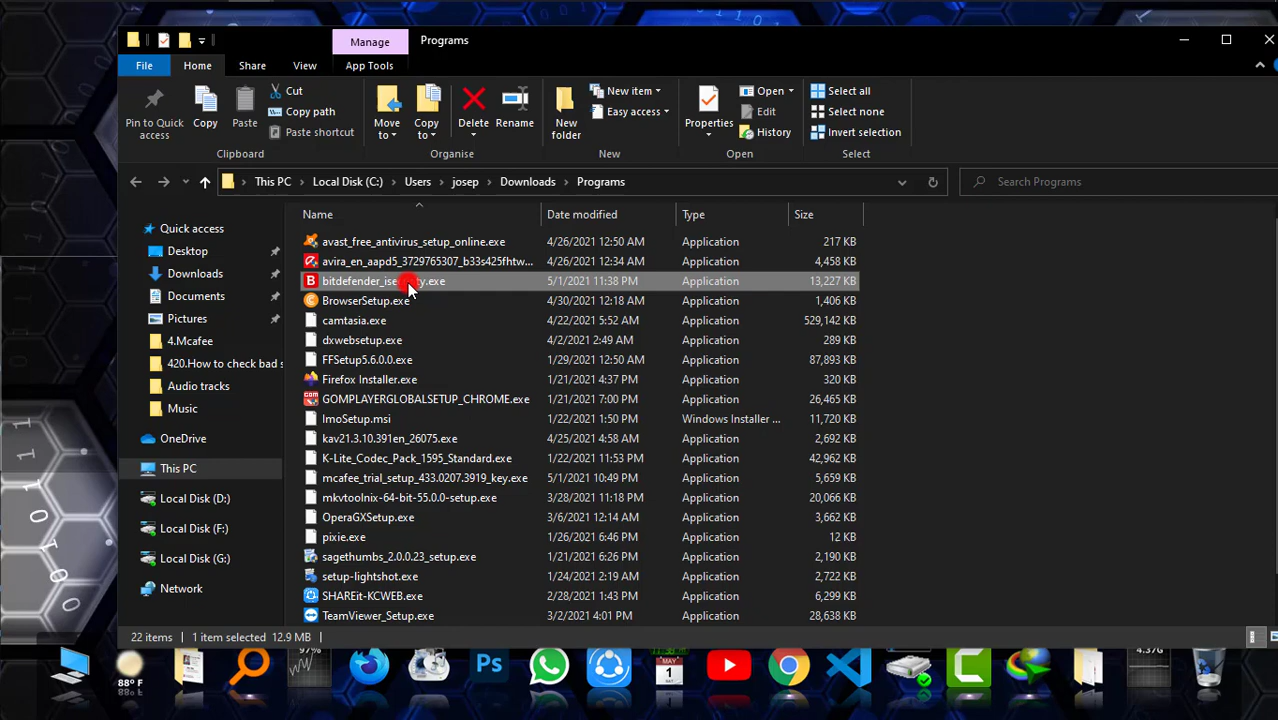 Manage
Programs
File
Home
Share
View
App Tools
Pin to Quick
access
Copy
Paste
Cut
Copy path
Paste shortcut
Clipboard
Move
to
Copy
to
Delete
Rename
Organise
New
folder
New item
Easy access
New
Properties
Open
Edit
History
Open
Select all
Select none
Invert selection
Select
This PC
Local Disk (C:)
Users
josep
Downloads
Programs
Search Programs
Name
Date modified
Type
Size
Quick access
Desktop
Downloads
Documents
Pictures
4.Mcafee
420.How to check bad s
Audio tracks
Music
OneDrive
This PC
Local Disk (D:)
Local Disk (F:)
Local Disk (G:)
Network
avast_free_antivirus_setup_online.exe 4/26/2021 12:50 AM Application 217 KB
avira_en_aapd5_3729765307_b33s425fhtw... 4/26/2021 12:34 AM Application 4,458 KB
5/1/2021 11:38 PM Application 13,227 KB
BrowserSetup.exe 4/30/2021 12:18 AM Application 1,406 KB
camtasia.exe 4/22/2021 5:52 AM Application 529,142 KB
dxwebsetup.exe 4/2/2021 2:49 AM Application 289 KB
FFSetup5.6.0.0.exe 1/29/2021 12:50 AM Application 87,893 KB
Firefox Installer.exe 1/21/2021 4:37 PM Application 320 KB
GOMPLAYERGLOBALSETUP_CHROME.exe 1/21/2021 7:00 PM Application 26,465 KB
ImoSetup.msi 1/22/2021 1:50 PM Windows Installer ... 11,720 KB
kav21.3.10.391en_26075.exe 4/25/2021 4:58 AM Application 2,692 KB
K-Lite_Codec_Pack_1595_Standard.exe 1/22/2021 11:53 PM Application 42,962 KB
mcafee_trial_setup_433.0207.3919_key.exe 5/1/2021 10:49 PM Application 5,659 KB
mkvtoolnix-64-bit-55.0.0-setup.exe 3/28/2021 11:18 PM Application 20,066 KB
OperaGXSetup.exe 3/6/2021 12:14 AM Application 3,662 KB
pixie.exe 1/26/2021 6:46 PM Application 12 KB
sagethumbs_2.0.0.23_setup.exe 1/21/2021 6:26 PM Application 2,190 KB
setup-lightshot.exe 1/24/2021 2:19 AM Application 2,722 KB
SHAREit-KCWEB.exe 2/28/2021 1:43 PM Application 6,299 KB
TeamViewer_Setup.exe 3/2/2021 4:01 PM Application 28,638 KB
22 items
1 item selected 12.9 MB
88° F
97%
Ps
MAY
1
4.37G